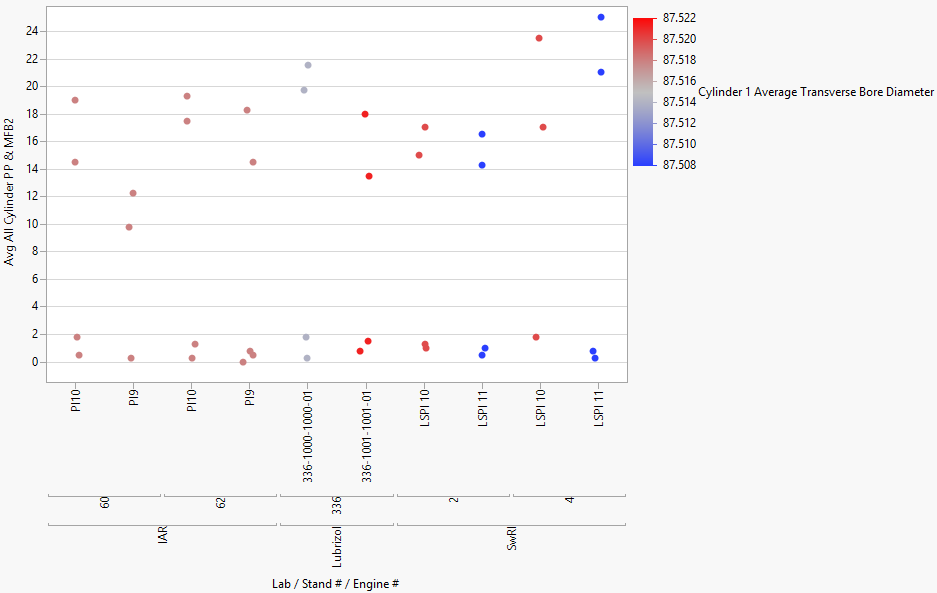 24
22
20
18
16
14
12
10
8
6
4
2
0
Avg All Cylinder PP & MFB2
87.522
87.520
87.518
87.516
87.514
87.512
87.510
87.508
Cylinder 1 Average Transverse Bore Diameter
PI10
PI9
PI10
PI9
336-1000-1000-01
336-1001-1001-01
LSPI 10
LSPI 11
LSPI 10
LSPI 11
60
62
336
2
4
IAR
Lubrizol
SwRI
Lab / Stand # / Engine #